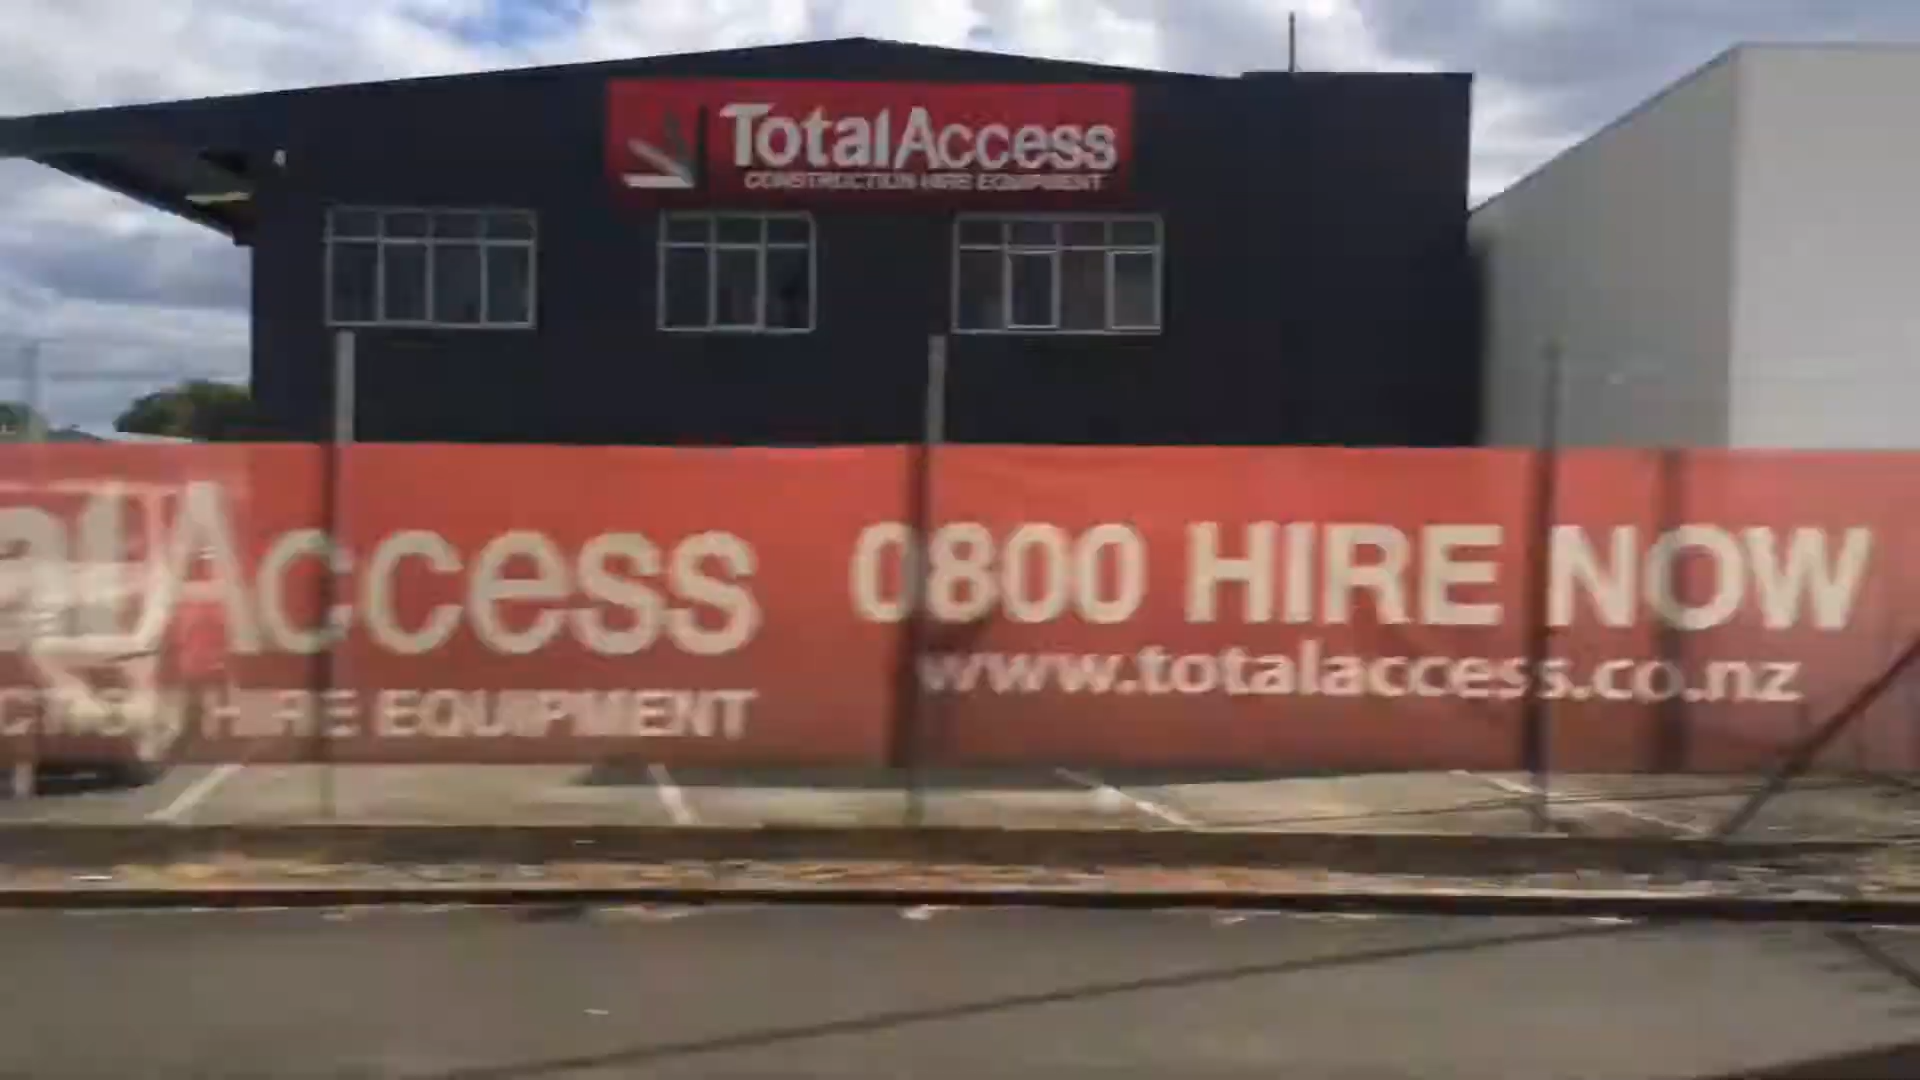 TotalAccess
CONSTRUCTION HIRE EQUIPMENT
Access
HIRE EQUIPMENT
0800 HIRE NOW
www.totalaccess.co.nz